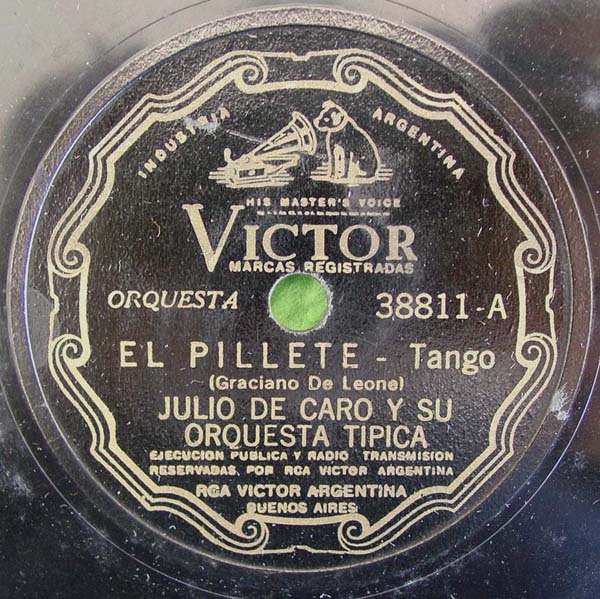 INDUSTRIA ARGENTINA
HIS MASTER'S VOICE
VICTOR
MARCAS REGISTRADAS
ORQUESTA 38811-A
EL PILLETE - Tango
(Graciano De Leone)
JULIO DE CARO Y SU
ORQUESTA TIPICA
EJECUCION PUBLICA Y RADIO TRANSMISION
RESERVADAS. POR RCA VICTOR ARGENTINA
RCA VICTOR ARGENTINA
BUENOS AIRES